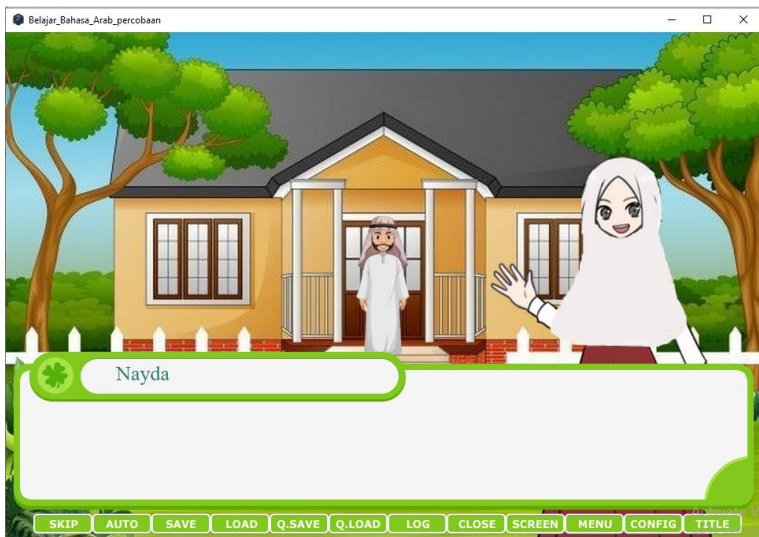 Belajar_Bahasa_Arab_percobaan
Nayda
SKIP AUTO SAVE LOAD Q.SAVE Q.LOAD LOG CLOSE SCREEN MENU CONFIG TITLE